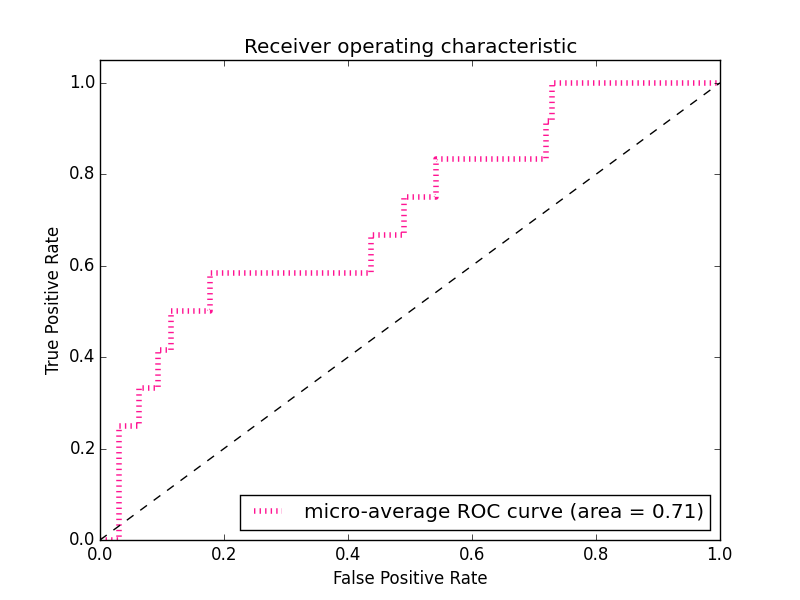 Receiver operating characteristic
1.0
0.8
0.6
0.4
0.2
0.0
True Positive Rate
micro-average ROC curve (area = 0.71)
0.0 0.2 0.4 0.6 0.8 1.0
False Positive Rate